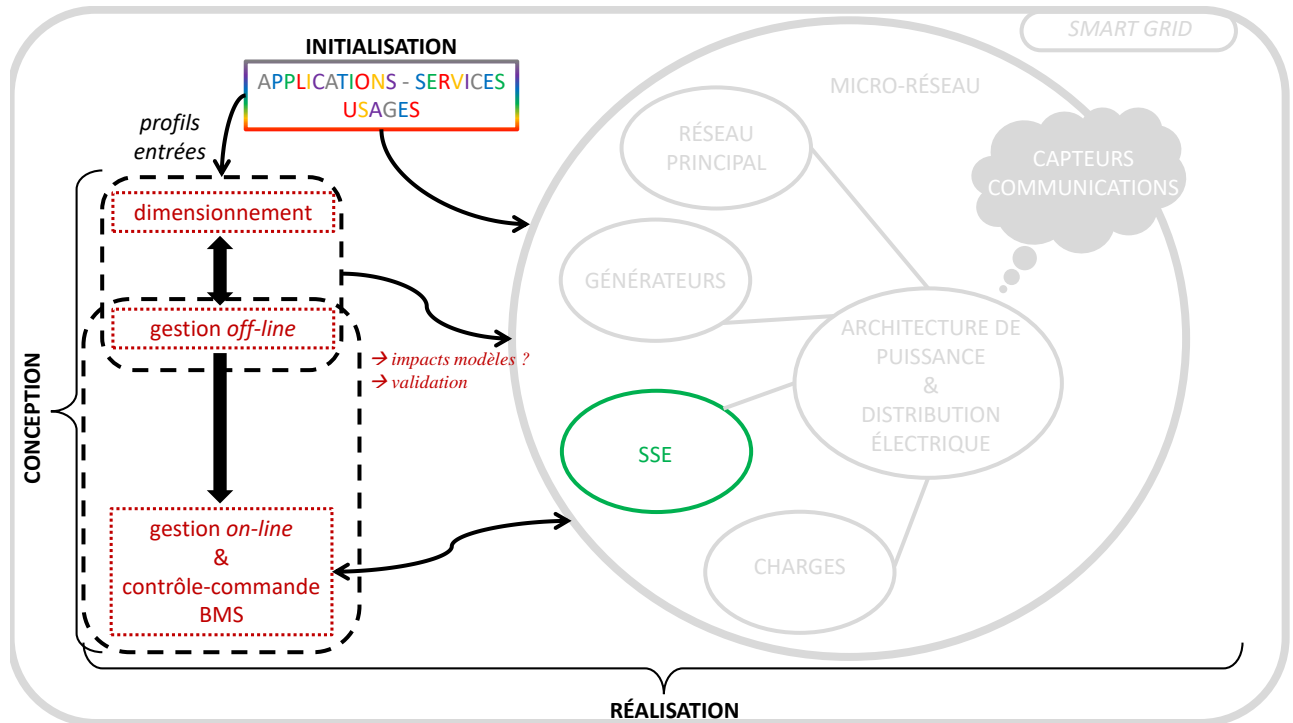 SMART GRID
INITIALISATION
APPLICATIONS - SERVICES
USAGES
profils
entrées
dimensionnement
gestion off-line
→ impacts modèles ?
→ validation
gestion on-line
&
contrôle-commande
BMS
CONCEPTION
MICRO-RÉSEAU
RÉSEAU
PRINCIPAL
CAPTEURS
COMMUNICATIONS
GÉNÉRATEURS
ARCHITECTURE DE
PUISSANCE
&
DISTRIBUTION
ÉLECTRIQUE
SSE
CHARGES
RÉALISATION